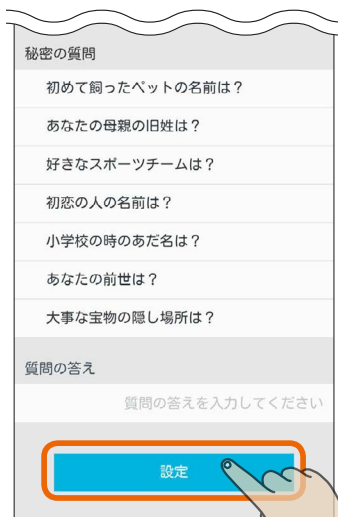 秘密の質問
初めて飼ったペットの名前は？
あなたの母親の旧姓は？
好きなスポーツチームは？
初恋の人の名前は？
小学校の時のあだ名は？
あなたの前世は？
大事な宝物の隠し場所は？
質問の答え
質問の答えを入力してください
設定